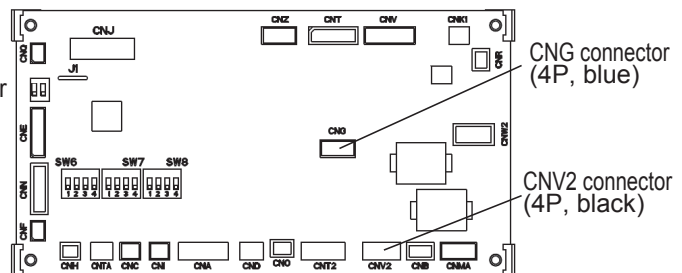 CNZ
CNT
CNV
CNK1
CNQ
CNJ
J1
CNR
CNG connector
(4P, blue)
r
CNE
CNG
CNW2
SW6
SW7
SW8
CNN
1 2 3 4
1 2 3 4
1 2 3 4
CNV2 connector
(4P, black)
CNF
CNH
CNTA
CNC
CNI
CNA
CND
CNO
CNT2
CNV2
CNB
CNMA